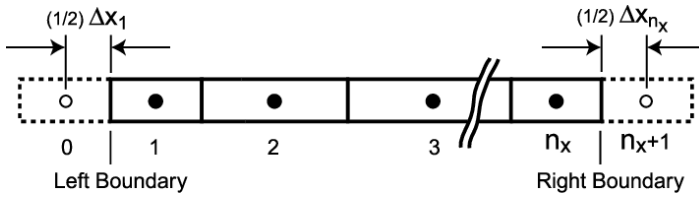 (1/2) Δx₁ (1/2) Δxₙₓ
0 1 2 3 nₓ nₓ+1
Left Boundary Right Boundary